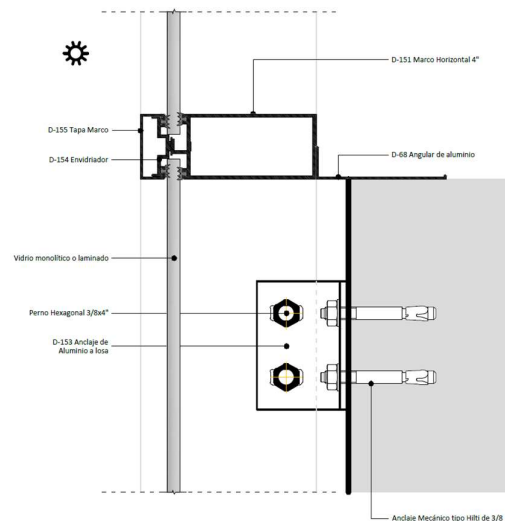 D-151 Marco Horizontal 4"
D-155 Tapa Marco
D-154 Envidriador
D-68 Angular de aluminio
Vidrio monolítico o laminado
Perno Hexagonal 3/8x4"
D-153 Anclaje de
Aluminio a losa
Anclaje Mecánico tipo Hilti de 3/8